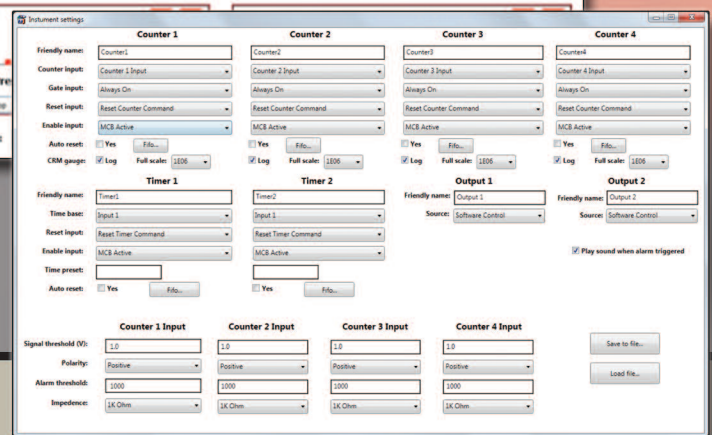 Instument settings
Counter 1 Counter 2 Counter 3 Counter 4
Friendly name: Counter1 Counter2 Counter3 Counter4
Counter input: Counter 1 Input Counter 2 Input Counter 3 Input Counter 4 Input
Gate input: Always On Always On Always On Always On
Reset input: Reset Counter Command Reset Counter Command Reset Counter Command Reset Counter Command
Enable input: MCB Active MCB Active MCB Active MCB Active
Auto reset: Yes Fifo... Yes Fifo... Yes Fifo... Yes Fifo...
CRM gauge: Log Full scale: 1E06 Log Full scale: 1E06 Log Full scale: 1E06 Log Full scale: 1E06
Timer 1 Timer 2 Output 1 Output 2
Friendly name: Timer1 Timer2 Friendly name: Output 1 Friendly name: Output 2
Time base: Input 1 Input 1 Source: Software Control Source: Software Control
Reset input: Reset Timer Command Reset Timer Command
Enable input: MCB Active MCB Active Play sound when alarm triggered
Time preset:
Auto reset: Yes Fifo... Yes Fifo...
Counter 1 Input Counter 2 Input Counter 3 Input Counter 4 Input
Signal threshold (V): 1.0 1.0 1.0 1.0 Save to file...
Polarity: Positive Positive Positive Positive
Load file...
Alarm threshold: 1000 1000 1000 1000
Impedence: 1K Ohm 1K Ohm 1K Ohm 1K Ohm